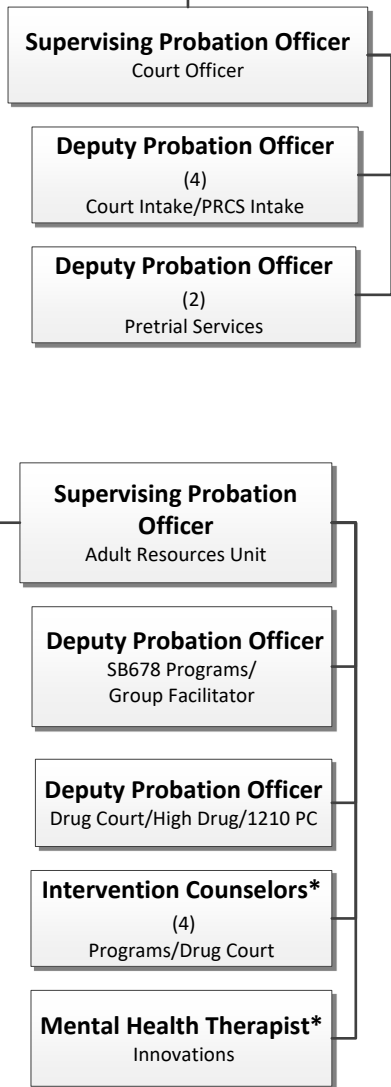 Supervising Probation Officer
Court Officer
Deputy Probation Officer
(4)
Court Intake/PRCS Intake
Deputy Probation Officer
(2)
Pretrial Services
Supervising Probation
Officer
Adult Resources Unit
Deputy Probation Officer
SB678 Programs/
Group Facilitator
Deputy Probation Officer
Drug Court/High Drug/1210 PC
Intervention Counselors*
(4)
Programs/Drug Court
Mental Health Therapist*
Innovations